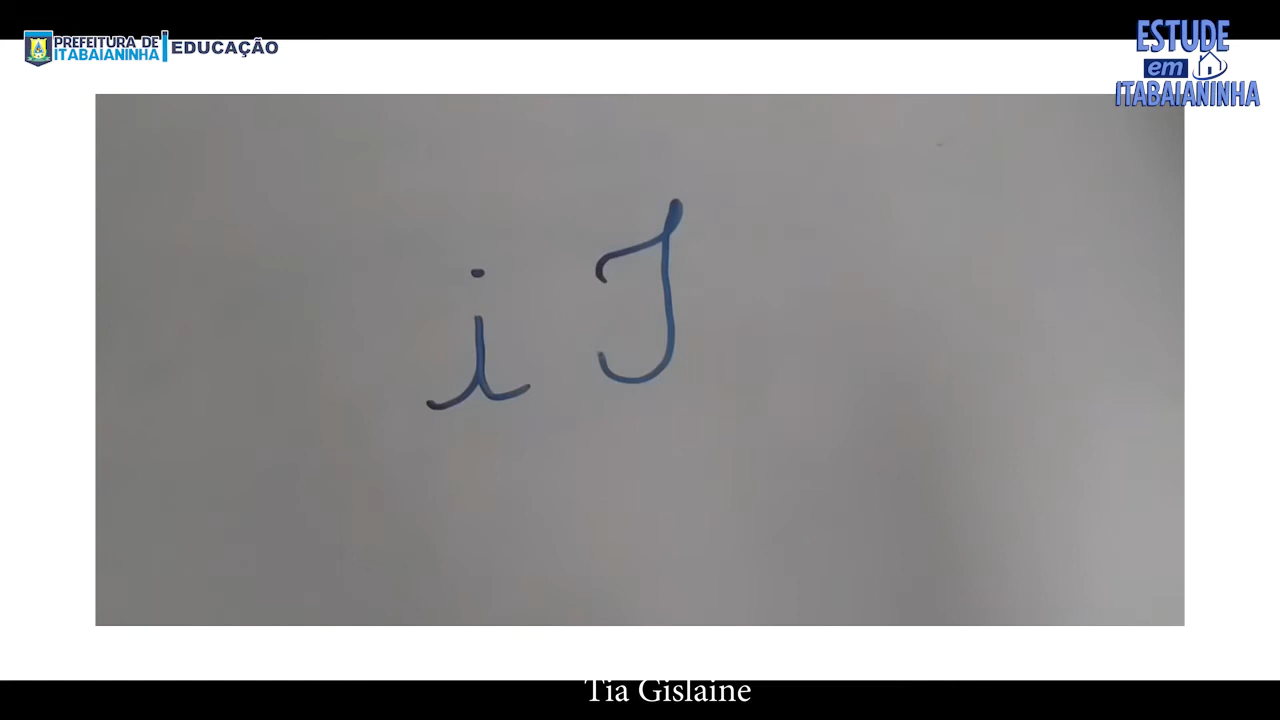 PREFEITURA DE
ITABAIANINHA
EDUCAÇÃO
ESTUDE
em
ITABAIANINHA
i I
Tia Gislaine